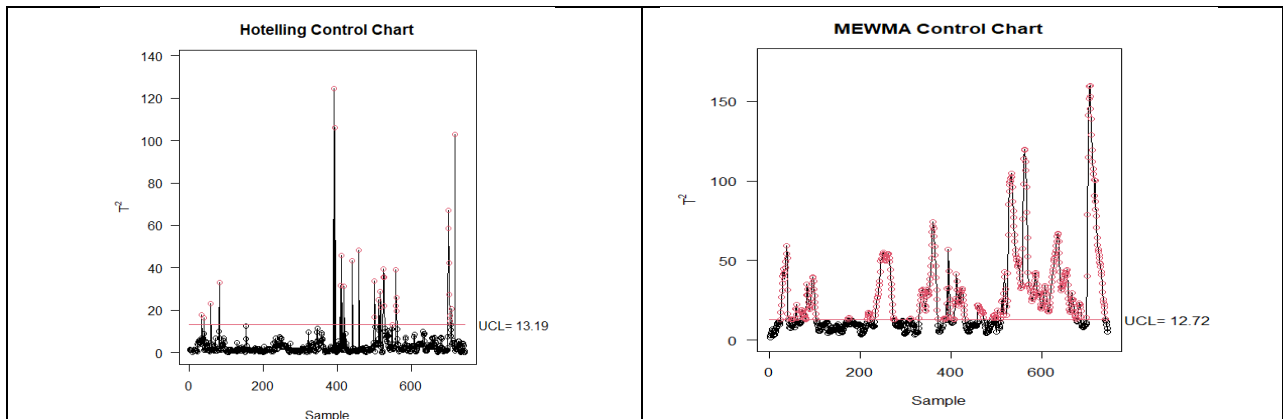 Hotelling Control Chart
140
120
100
80
60
40
20
0
T²
UCL= 13.19
0 200 400 600
Sample
MEWMA Control Chart
150
100
50
0
T²
UCL= 12.72
0 200 400 600
Sample